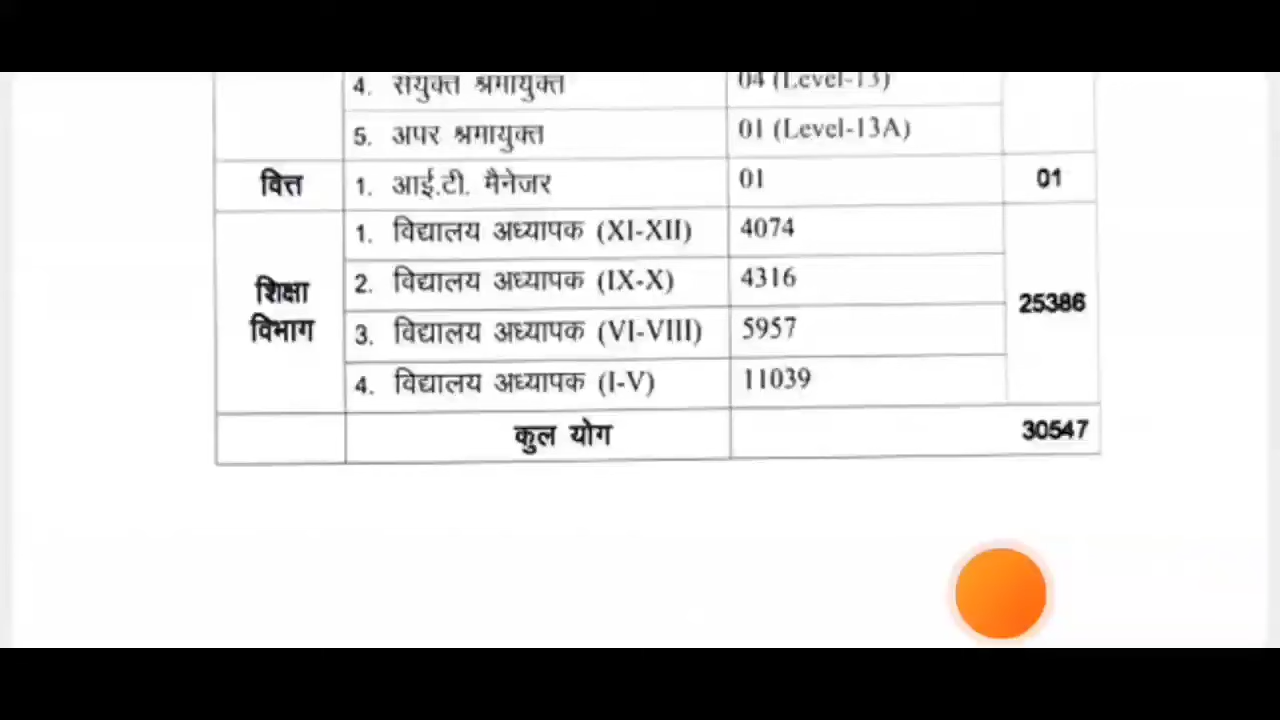 4. संयुक्त श्रमायुक्त 04 (Level-13)
5. अपर श्रमायुक्त 01 (Level-13A)
वित्त 1. आई.टी. मैनेजर 01 01
शिक्षा विभाग 1. विद्यालय अध्यापक (XI-XII) 4074 25386
2. विद्यालय अध्यापक (IX-X) 4316
3. विद्यालय अध्यापक (VI-VIII) 5957
4. विद्यालय अध्यापक (I-V) 11039
कुल योग 30547